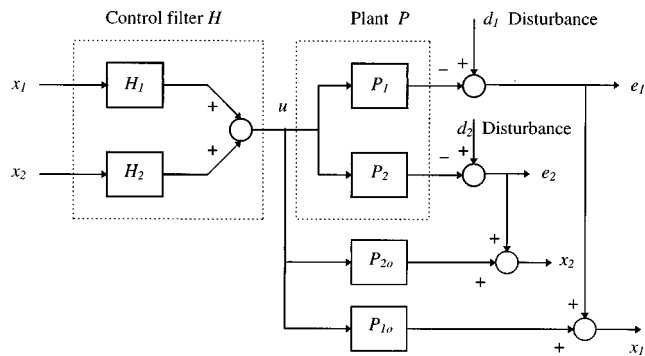 Control filter H
Plant P
d1 Disturbance
x1
H1
+
u
P1
− +
e1
d2 Disturbance
x2
H2
+
P2
− +
e2
P2o
+
+
x2
P1o
+
+
x1